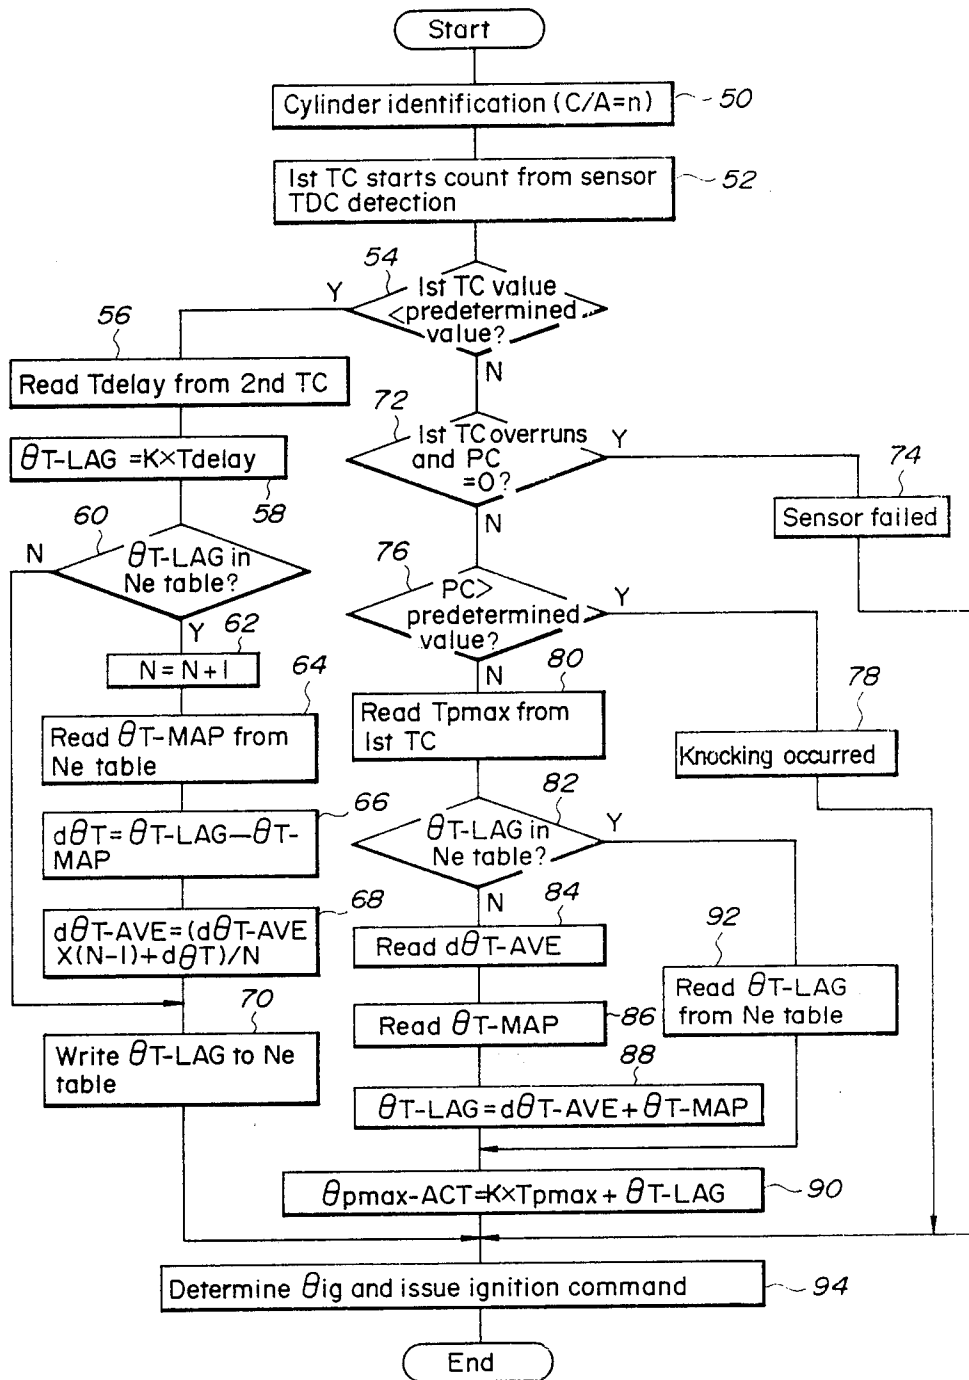 Start
Cylinder identification (C/A=n)
50
1st TC starts count from sensor
TDC detection
52
54
1st TC value
<predetermined
value?
Y
N
56
Read Tdelay from 2nd TC
θT-LAG =K×Tdelay
58
60
θT-LAG in
Ne table?
N
Y
62
N=N+1
64
Read θT-MAP from
Ne table
66
dθT=θT-LAG—θT-
MAP
68
dθT-AVE=(dθT-AVE
X(N-1)+dθT)/N
70
Write θT-LAG to Ne
table
72
1st TC overruns
and PC
=0?
Y
N
74
Sensor failed
76
PC>
predetermined
value?
Y
N
78
Knocking occurred
80
Read Tpmax from
1st TC
82
θT-LAG in
Ne table?
Y
N
84
Read dθT-AVE
Read θT-MAP
86
88
θT-LAG=dθT-AVE+θT-MAP
92
Read θT-LAG
from Ne table
θpmax-ACT=K×Tpmax+θT-LAG
90
Determine θig and issue ignition command
94
End